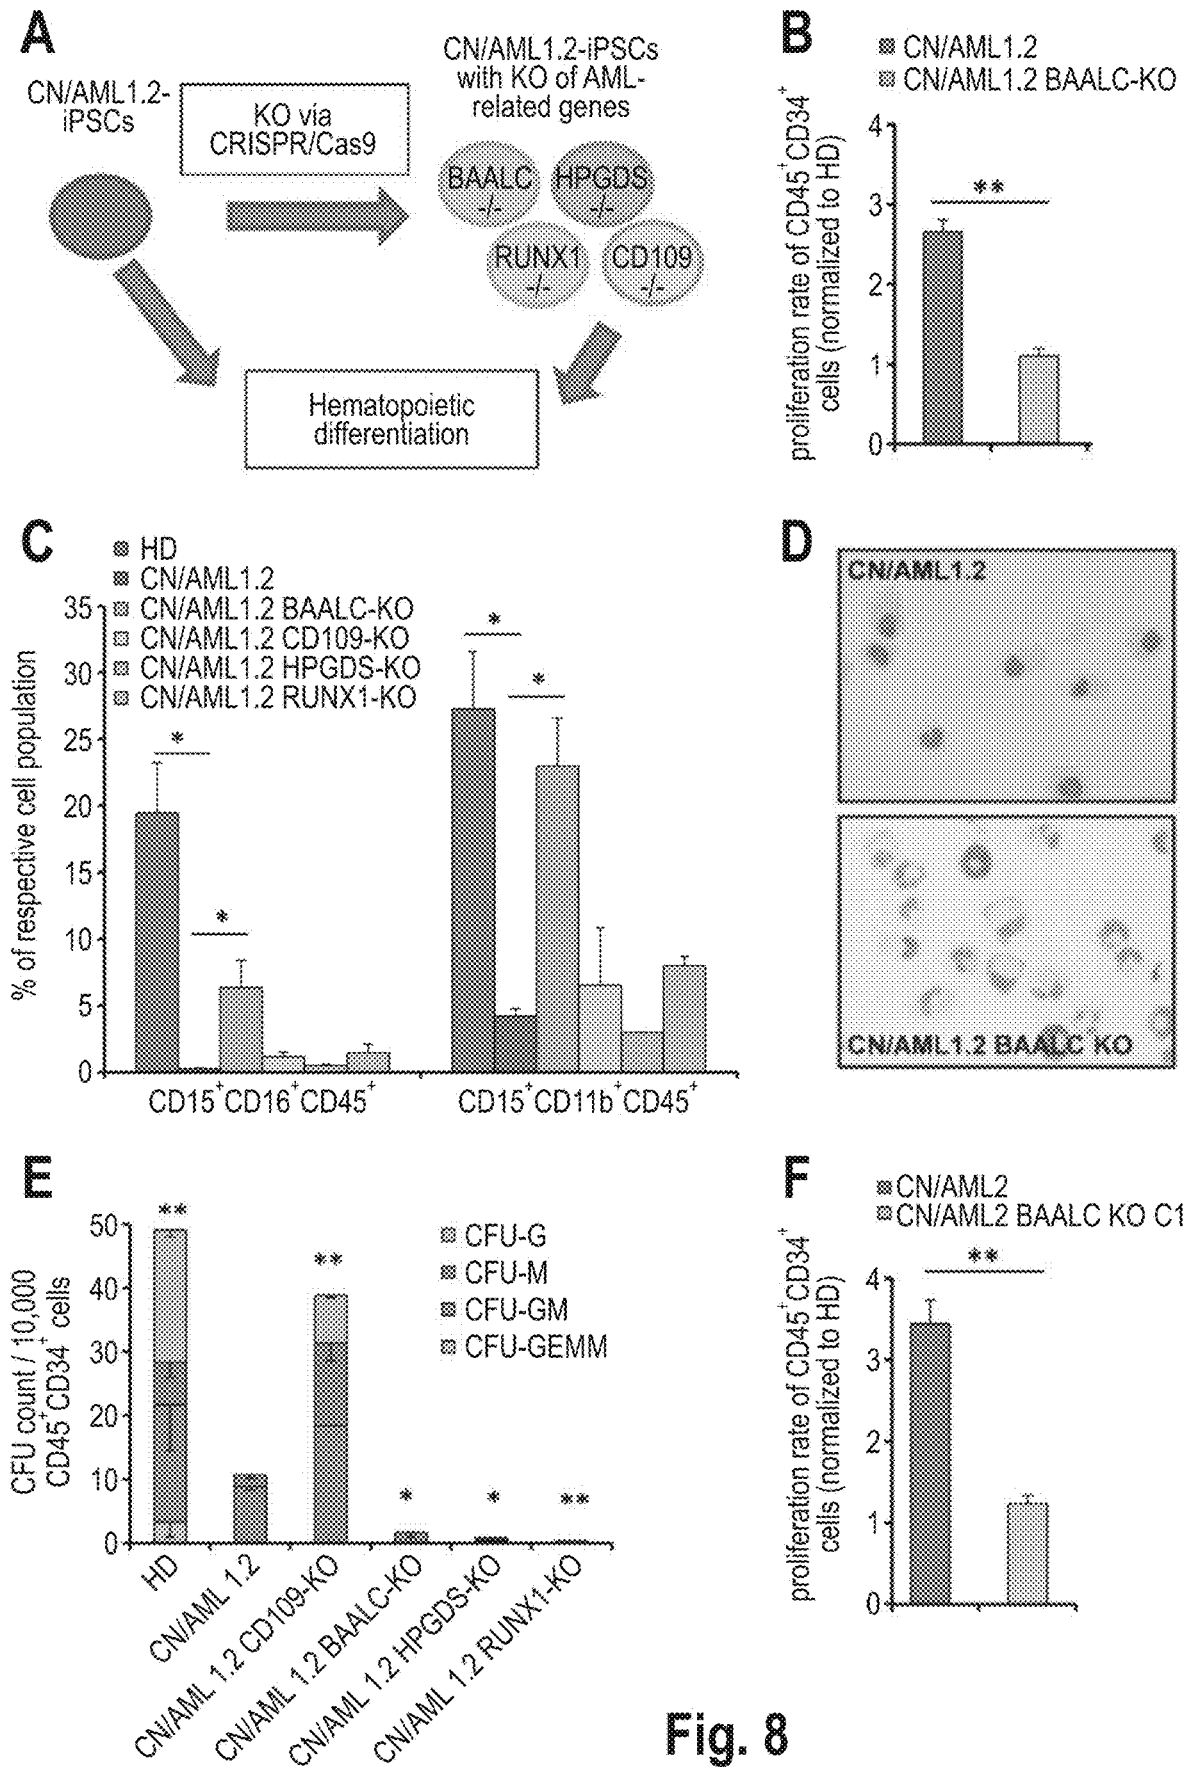 A
CN/AML1.2-
iPSCs
KO via
CRISPR/Cas9
CN/AML1.2-iPSCs
with KO of AML-
related genes
BAALC
-/-
HPGDS
-/-
RUNX1
-/-
CD109
-/-
Hematopoietic
differentiation
B
CN/AML1.2
CN/AML1.2 BAALC-KO
proliferation rate of CD45⁺CD34⁺
cells (normalized to HD)
4
3
2
1
0
**
C
HD
CN/AML1.2
CN/AML1.2 BAALC-KO
CN/AML1.2 CD109-KO
CN/AML1.2 HPGDS-KO
CN/AML1.2 RUNX1-KO
% of respective cell population
35
30
25
20
15
10
5
0
*
*
*
*
CD15⁺CD16⁺CD45⁺
CD15⁺CD11b⁺CD45⁺
D
CN/AML1.2
CN/AML1.2 BAALC KO
E
CFU count / 10,000
CD45⁺CD34⁺ cells
50
40
30
20
10
0
**
**
*
*
**
CFU-G
CFU-M
CFU-GM
CFU-GEMM
HD
CN/AML 1.2
CN/AML 1.2 CD109-KO
CN/AML 1.2 BAALC-KO
CN/AML 1.2 HPGDS-KO
CN/AML 1.2 RUNX1-KO
F
CN/AML2
CN/AML2 BAALC KO C1
proliferation rate of CD45⁺CD34⁺
cells (normalized to HD)
4
3
2
1
0
**
Fig. 8